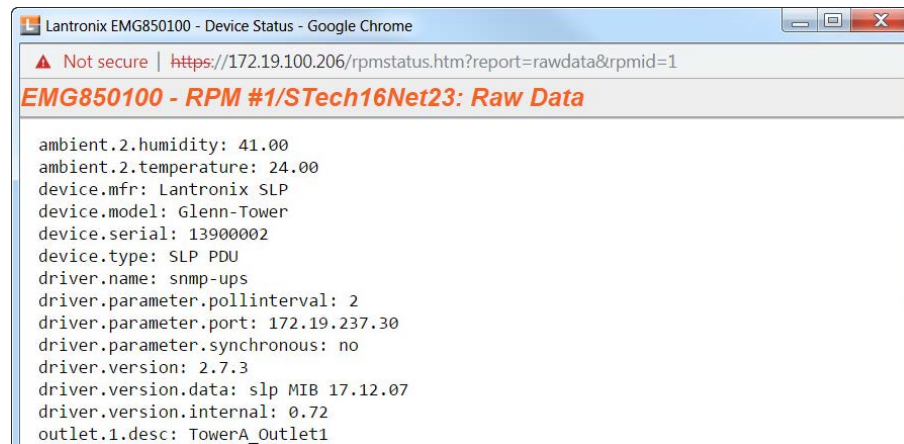 Lantronix EMG850100 - Device Status - Google Chrome
Not secure | https://172.19.100.206/rpmstatus.htm?report=rawdata&rpmid=1
EMG850100 - RPM #1/STech16Net23: Raw Data
ambient.2.humidity: 41.00
ambient.2.temperature: 24.00
device.mfr: Lantronix SLP
device.model: Glenn-Tower
device.serial: 13900002
device.type: SLP PDU
driver.name: snmp-ups
driver.parameter.pollinterval: 2
driver.parameter.port: 172.19.237.30
driver.parameter.synchronous: no
driver.version: 2.7.3
driver.version.data: slp MIB 17.12.07
driver.version.internal: 0.72
outlet.1.desc: TowerA_Outlet1